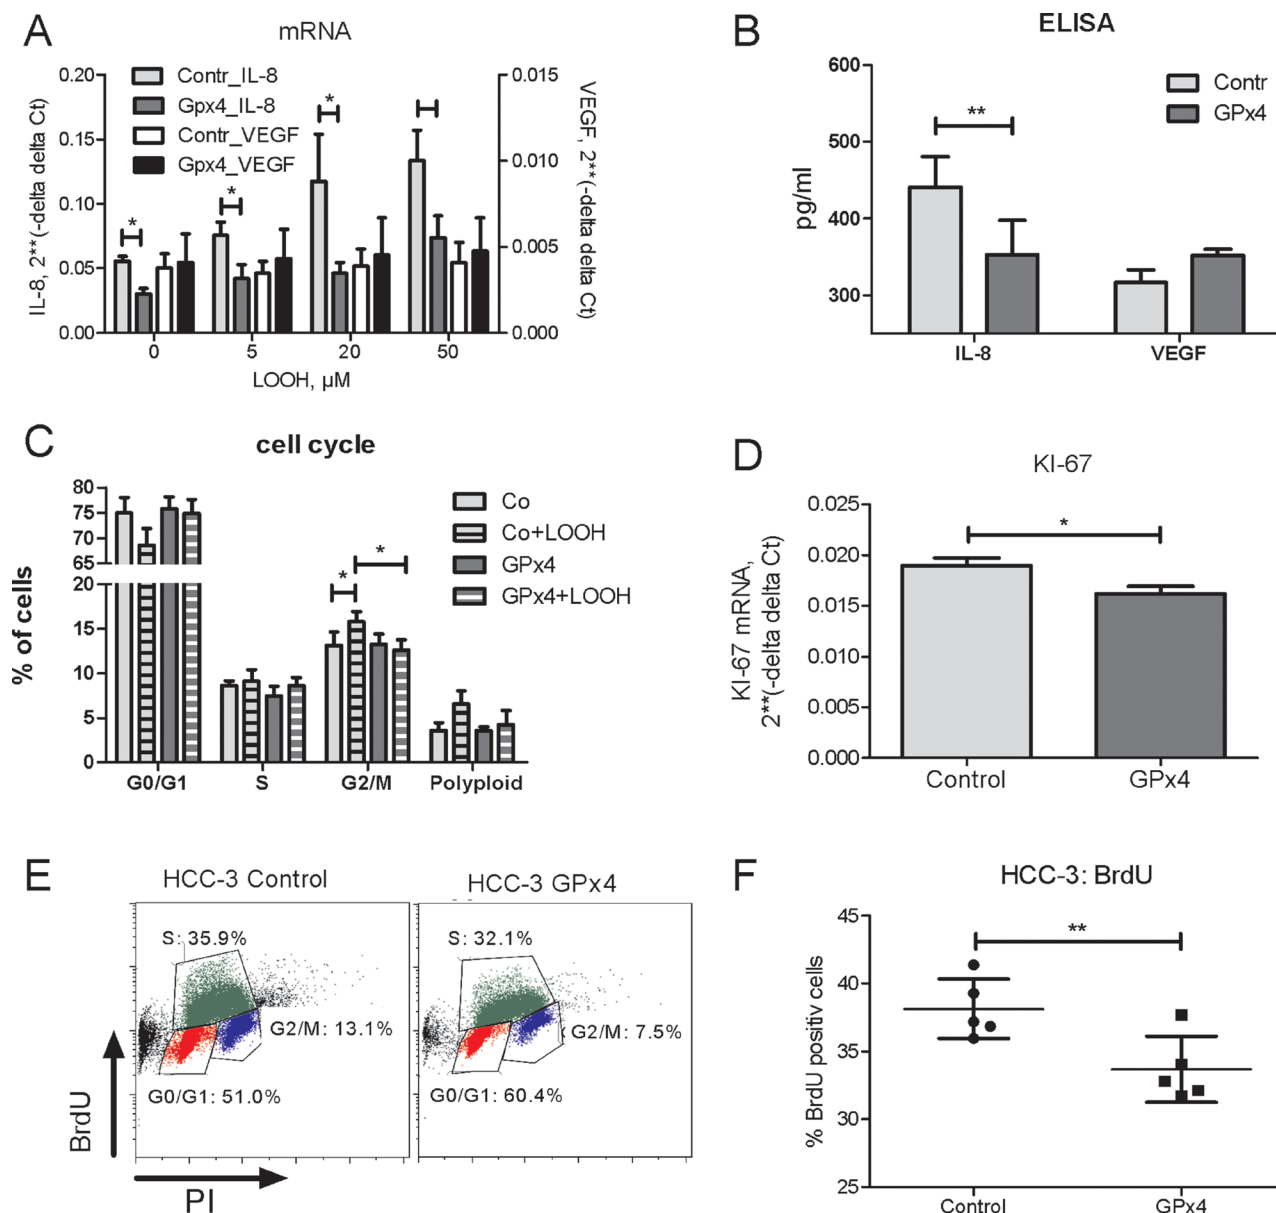 A
mRNA
Contr_IL-8
Gpx4_IL-8
Contr_VEGF
Gpx4_VEGF
IL-8, 2**(-delta delta Ct)
0.20
0.15
0.10
0.05
0.00
*
*
*
0.015
0.010
0.005
0.000
VEGF, 2**(-delta delta Ct)
0
5
20
50
LOOH, µM
B
ELISA
Contr
GPx4
pg/ml
600
500
400
300
**
IL-8
VEGF
C
cell cycle
Co
Co+LOOH
GPx4
GPx4+LOOH
% of cells
80
75
70
65
20
15
10
5
0
*
*
G0/G1
S
G2/M
Polyploid
D
KI-67
KI-67 mRNA,
2**(-delta delta Ct)
0.025
0.020
0.015
0.010
0.005
0.000
*
Control
GPx4
E
HCC-3 Control
HCC-3 GPx4
S: 35.9%
G2/M: 13.1%
G0/G1: 51.0%
S: 32.1%
G2/M: 7.5%
G0/G1: 60.4%
BrdU
PI
F
HCC-3: BrdU
% BrdU positiv cells
45
40
35
30
25
**
Control
GPx4